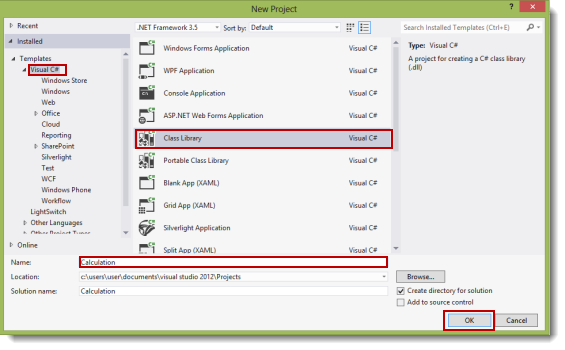 New Project
? ×
Recent
.NET Framework 3.5 Sort by: Default
Search Installed Templates (Ctrl+E)
Installed
Templates
Visual C#
Windows Store
Windows
Web
Office
Cloud
Reporting
SharePoint
Silverlight
Test
WCF
Windows Phone
Workflow
LightSwitch
Other Languages
Other Project Types
Online
Windows Forms Application Visual C#
WPF Application Visual C#
Console Application Visual C#
ASP.NET Web Forms Application Visual C#
Class Library Visual C#
Portable Class Library Visual C#
Blank App (XAML) Visual C#
Grid App (XAML) Visual C#
Silverlight Application Visual C#
Split App (XAML) Visual C#
Type: Visual C#
A project for creating a C# class library
(.dll)
Name: Calculation
Location: c:\users\user\documents\visual studio 2012\Projects Browse...
Solution name: Calculation
Create directory for solution
Add to source control
OK Cancel